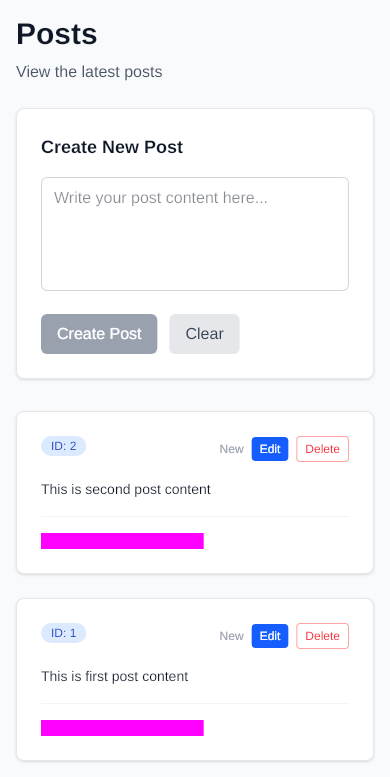 Posts
View the latest posts
Create New Post
Write your post content here...
Create Post Clear
ID: 2 New Edit Delete
This is second post content
ID: 1 New Edit Delete
This is first post content